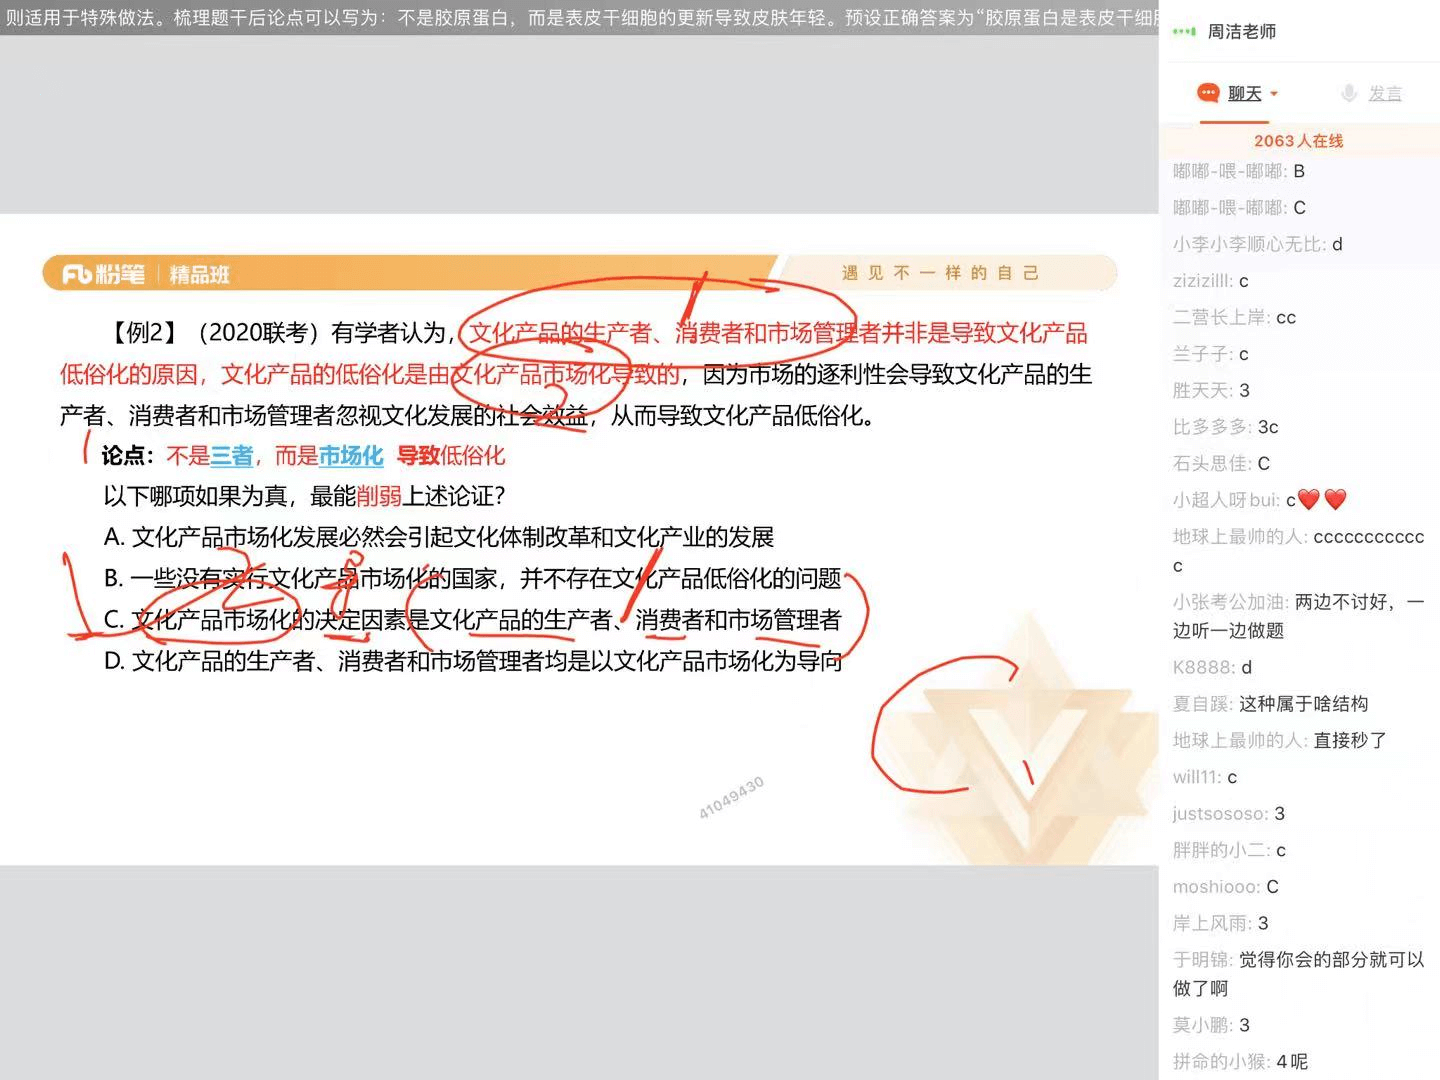 则适用于特殊做法。梳理题干后论点可以写为：不是胶原蛋白，而是表皮干细胞的更新导致皮肤年轻。预设正确答案为“胶原蛋白是表皮干细胞
粉笔 精品班
遇见不一样的自己
【例2】（2020联考）有学者认为，文化产品的生产者、消费者和市场管理者并非是导致文化产品
低俗化的原因，文化产品的低俗化是由文化产品市场化导致的，因为市场的逐利性会导致文化产品的生
产者、消费者和市场管理者忽视文化发展的社会效益，从而导致文化产品低俗化。
论点：不是三者，而是市场化 导致低俗化
以下哪项如果为真，最能削弱上述论证？
A. 文化产品市场化发展必然会引起文化体制改革和文化产业的发展
B. 一些没有实行文化产品市场化的国家，并不存在文化产品低俗化的问题
C. 文化产品市场化的决定因素是文化产品的生产者、消费者和市场管理者
D. 文化产品的生产者、消费者和市场管理者均是以文化产品市场化为导向
41049430
周洁老师
聊天 发言
2063人在线
嘟嘟-喂-嘟嘟: B
嘟嘟-喂-嘟嘟: C
小李小李顺心无比: d
zizizilll: c
二营长上岸: cc
兰子子: c
胜天天: 3
比多多多: 3c
石头思佳: C
小超人呀bui: c❤️❤️
地球上最帅的人: ccccccccccc
c
小张考公加油: 两边不讨好，一
边听一边做题
K8888: d
夏自蹊: 这种属于啥结构
地球上最帅的人: 直接秒了
will11: c
justsososo: 3
胖胖的小二: c
moshiooo: C
岸上风雨: 3
于明锦: 觉得你会的部分就可以
做了啊
莫小鹏: 3
拼命的小猴: 4呢